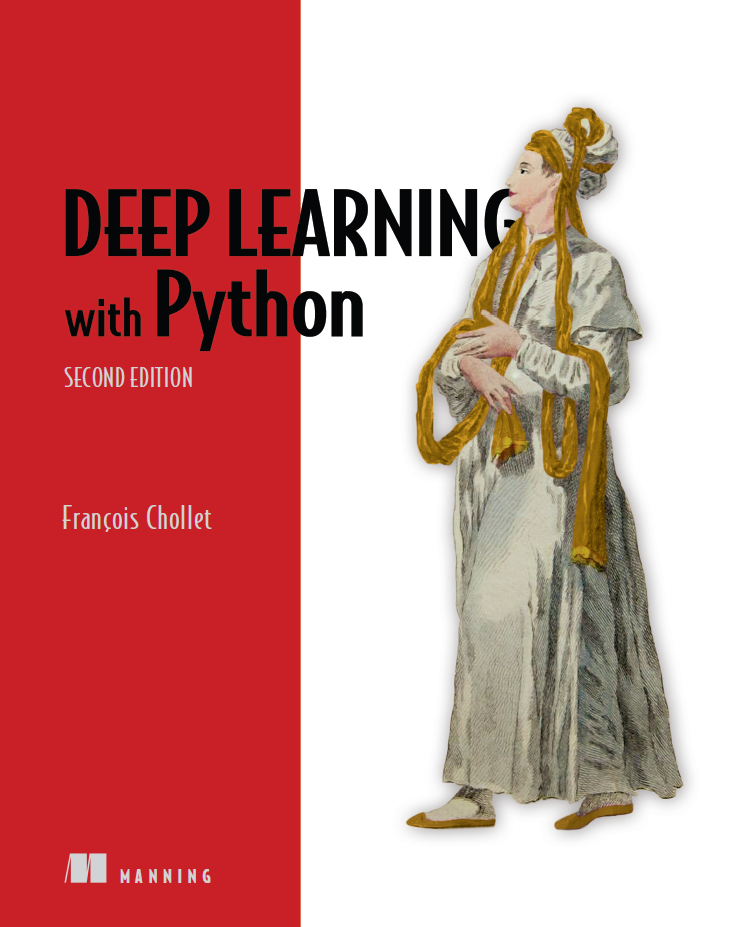 DEEP LEARNING
with Python
SECOND EDITION
François Chollet
MANNING